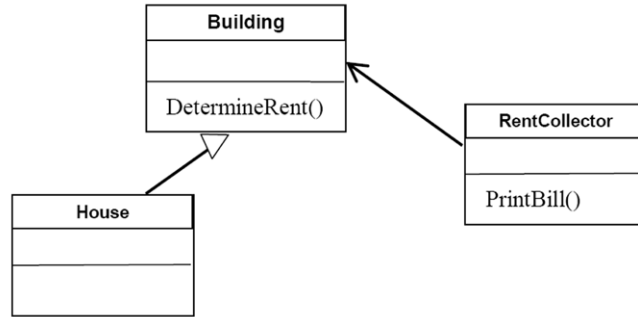 Building
DetermineRent()
RentCollector
PrintBill()
House